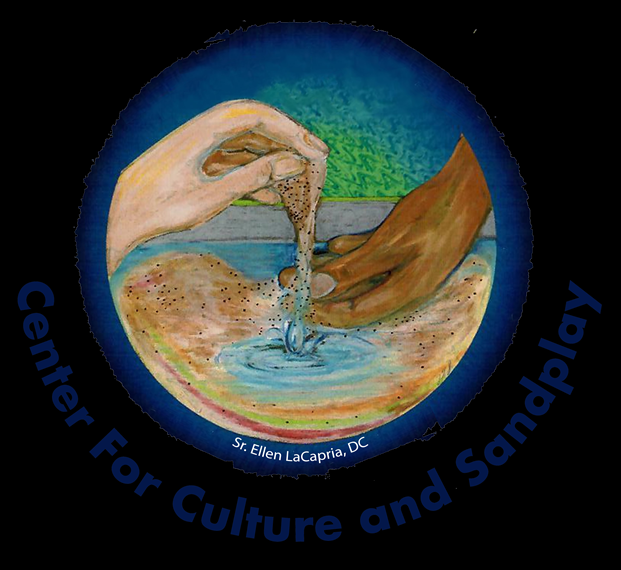 Sr. Ellen LaCapria, DC
Center For Culture and Sandplay